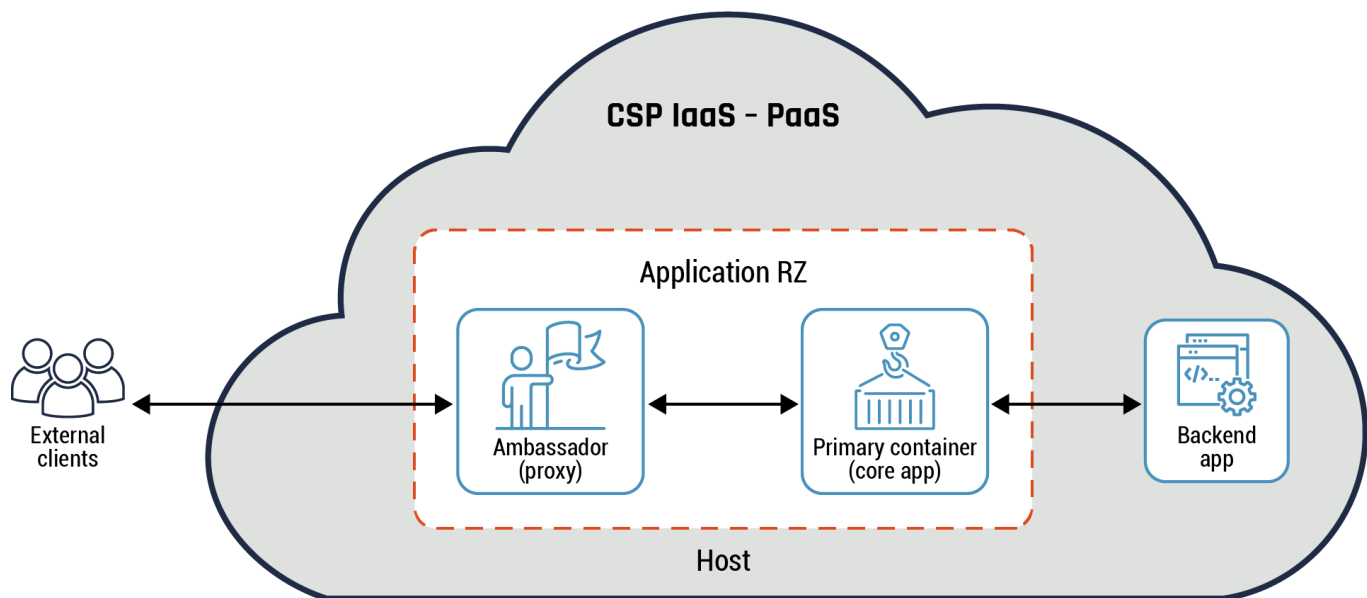 CSP IaaS – PaaS
Application RZ
External
clients
Ambassador
(proxy)
Primary container
(core app)
</>...
Backend
app
Host